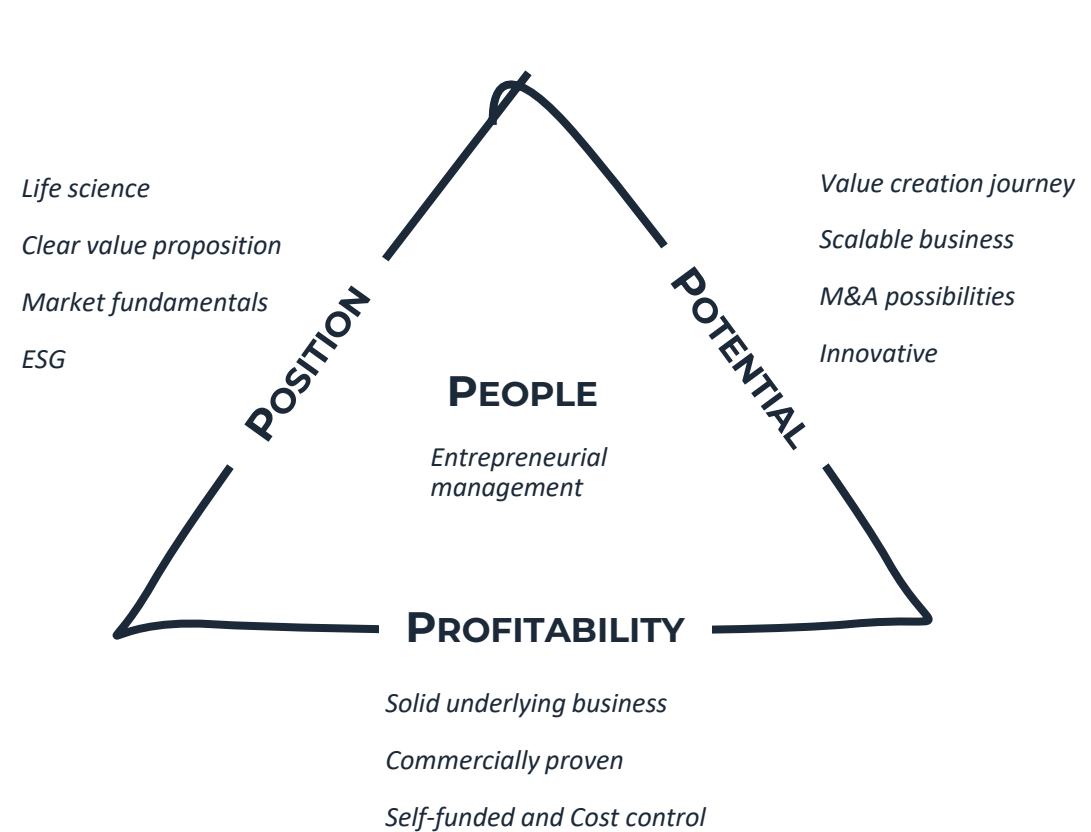 Life science
Clear value proposition
Market fundamentals
ESG
POSITION
Value creation journey
Scalable business
M&A possibilities
Innovative
POTENTIAL
PEOPLE
Entrepreneurial
management
PROFITABILITY
Solid underlying business
Commercially proven
Self-funded and Cost control